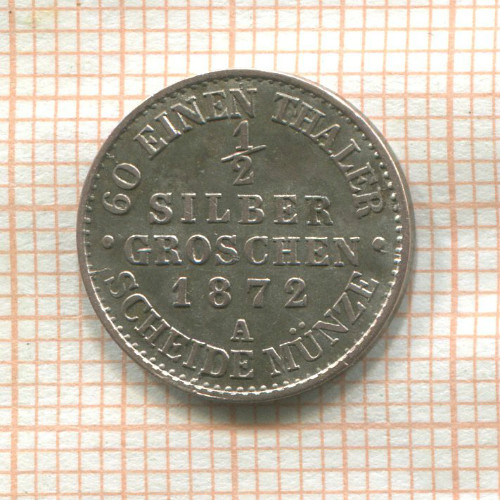 60 EINEN THALER
1/2
SILBER
· GROSCHEN ·
1872
A
SCHEIDE MÜNZE